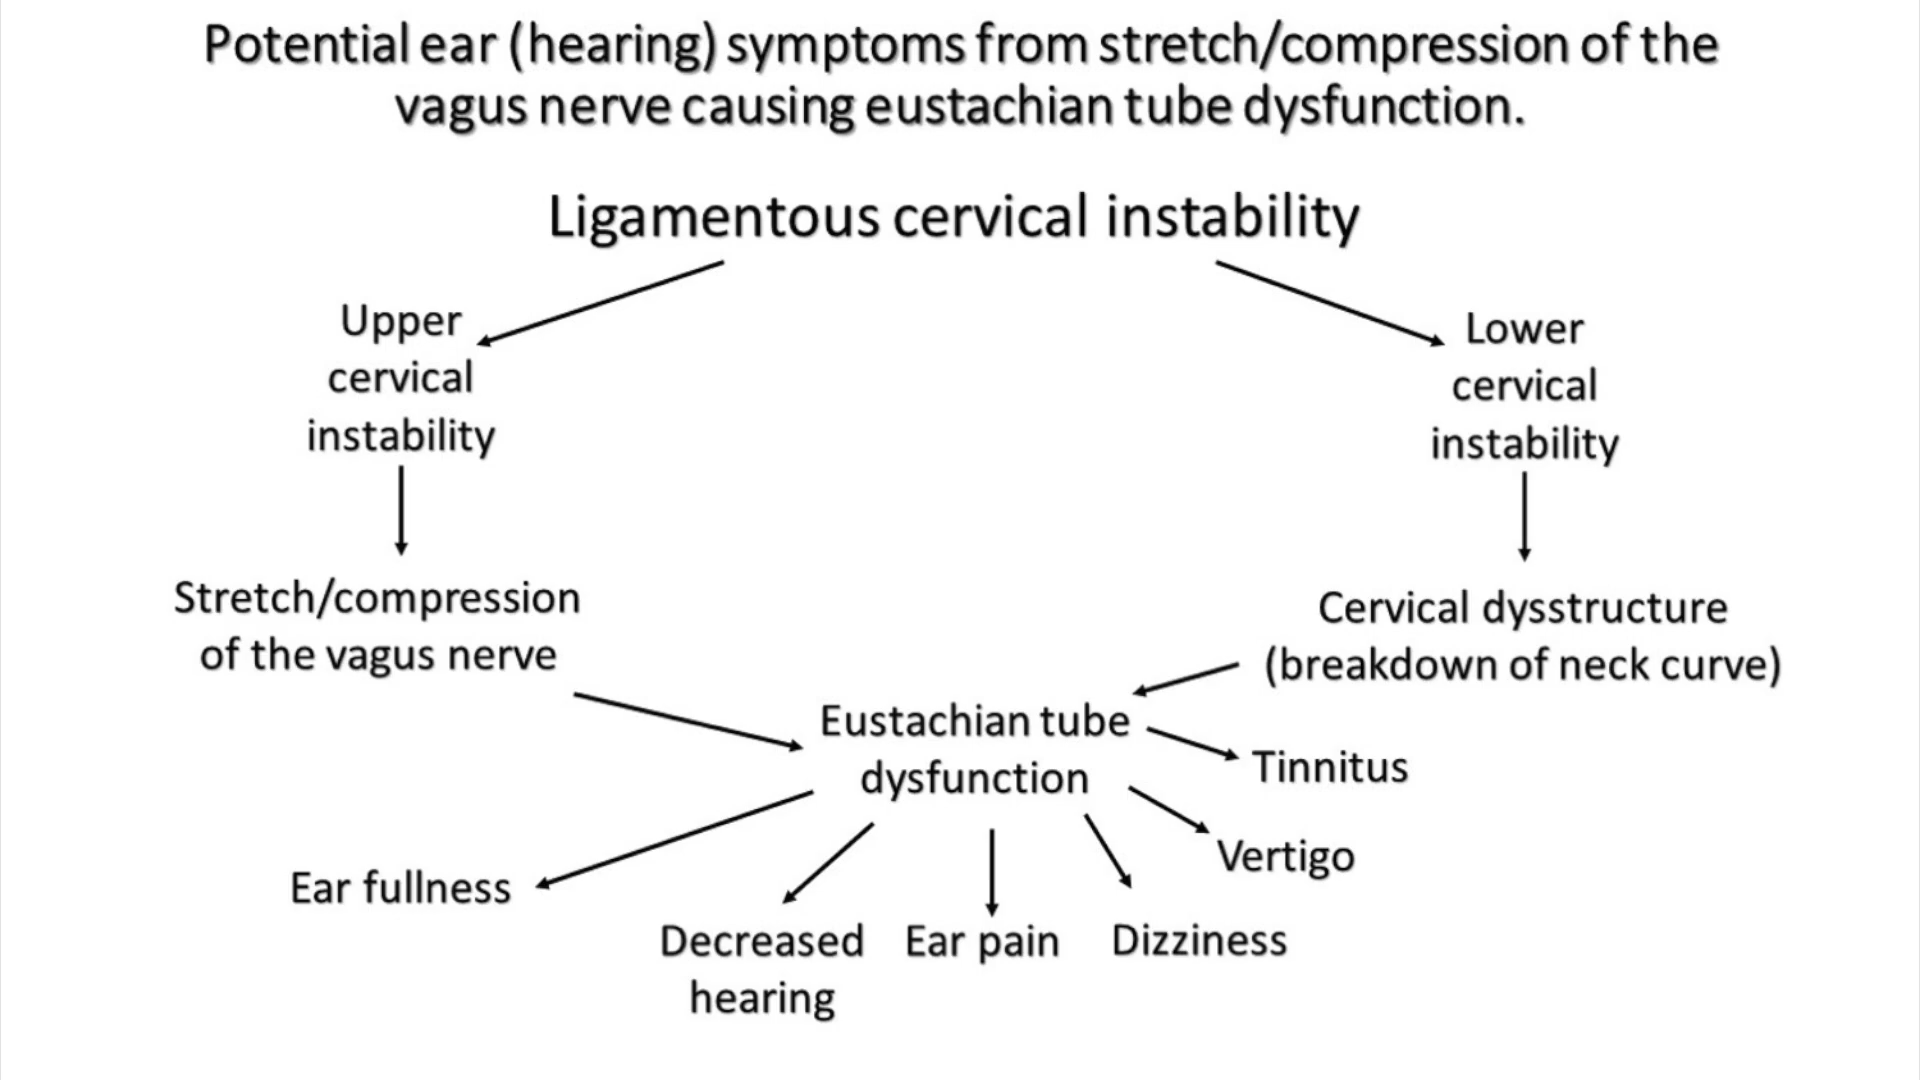 Potential ear (hearing) symptoms from stretch/compression of the
vagus nerve causing eustachian tube dysfunction.
Ligamentous cervical instability
Upper
cervical
instability
Lower
cervical
instability
Stretch/compression
of the vagus nerve
Cervical dysstructure
(breakdown of neck curve)
Eustachian tube
dysfunction
Tinnitus
Vertigo
Ear fullness
Decreased
hearing
Ear pain
Dizziness